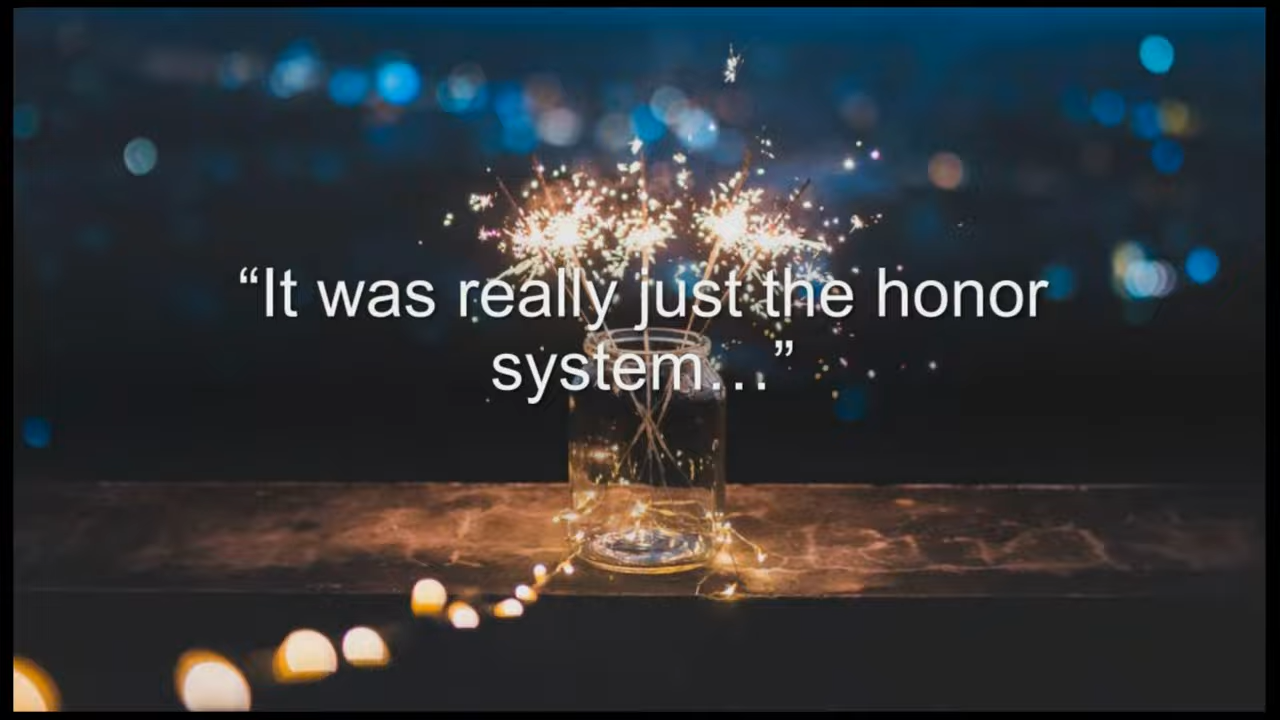 “It was really just the honor
system…”